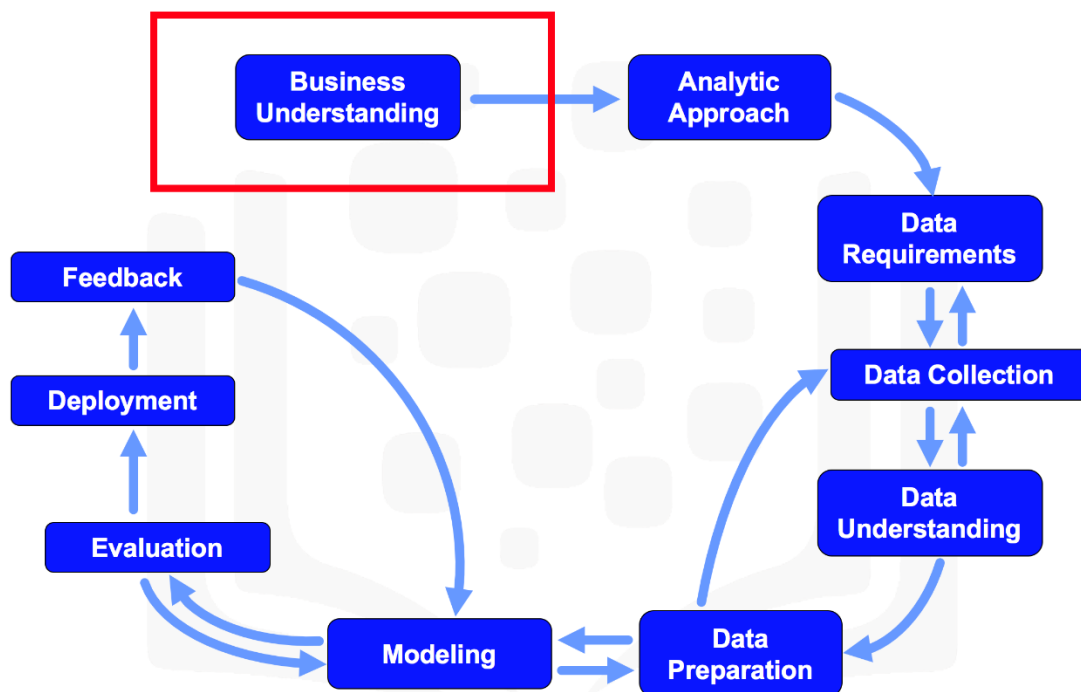 Business
Understanding
Analytic
Approach
Data
Requirements
Data Collection
Data
Understanding
Data
Preparation
Modeling
Evaluation
Deployment
Feedback